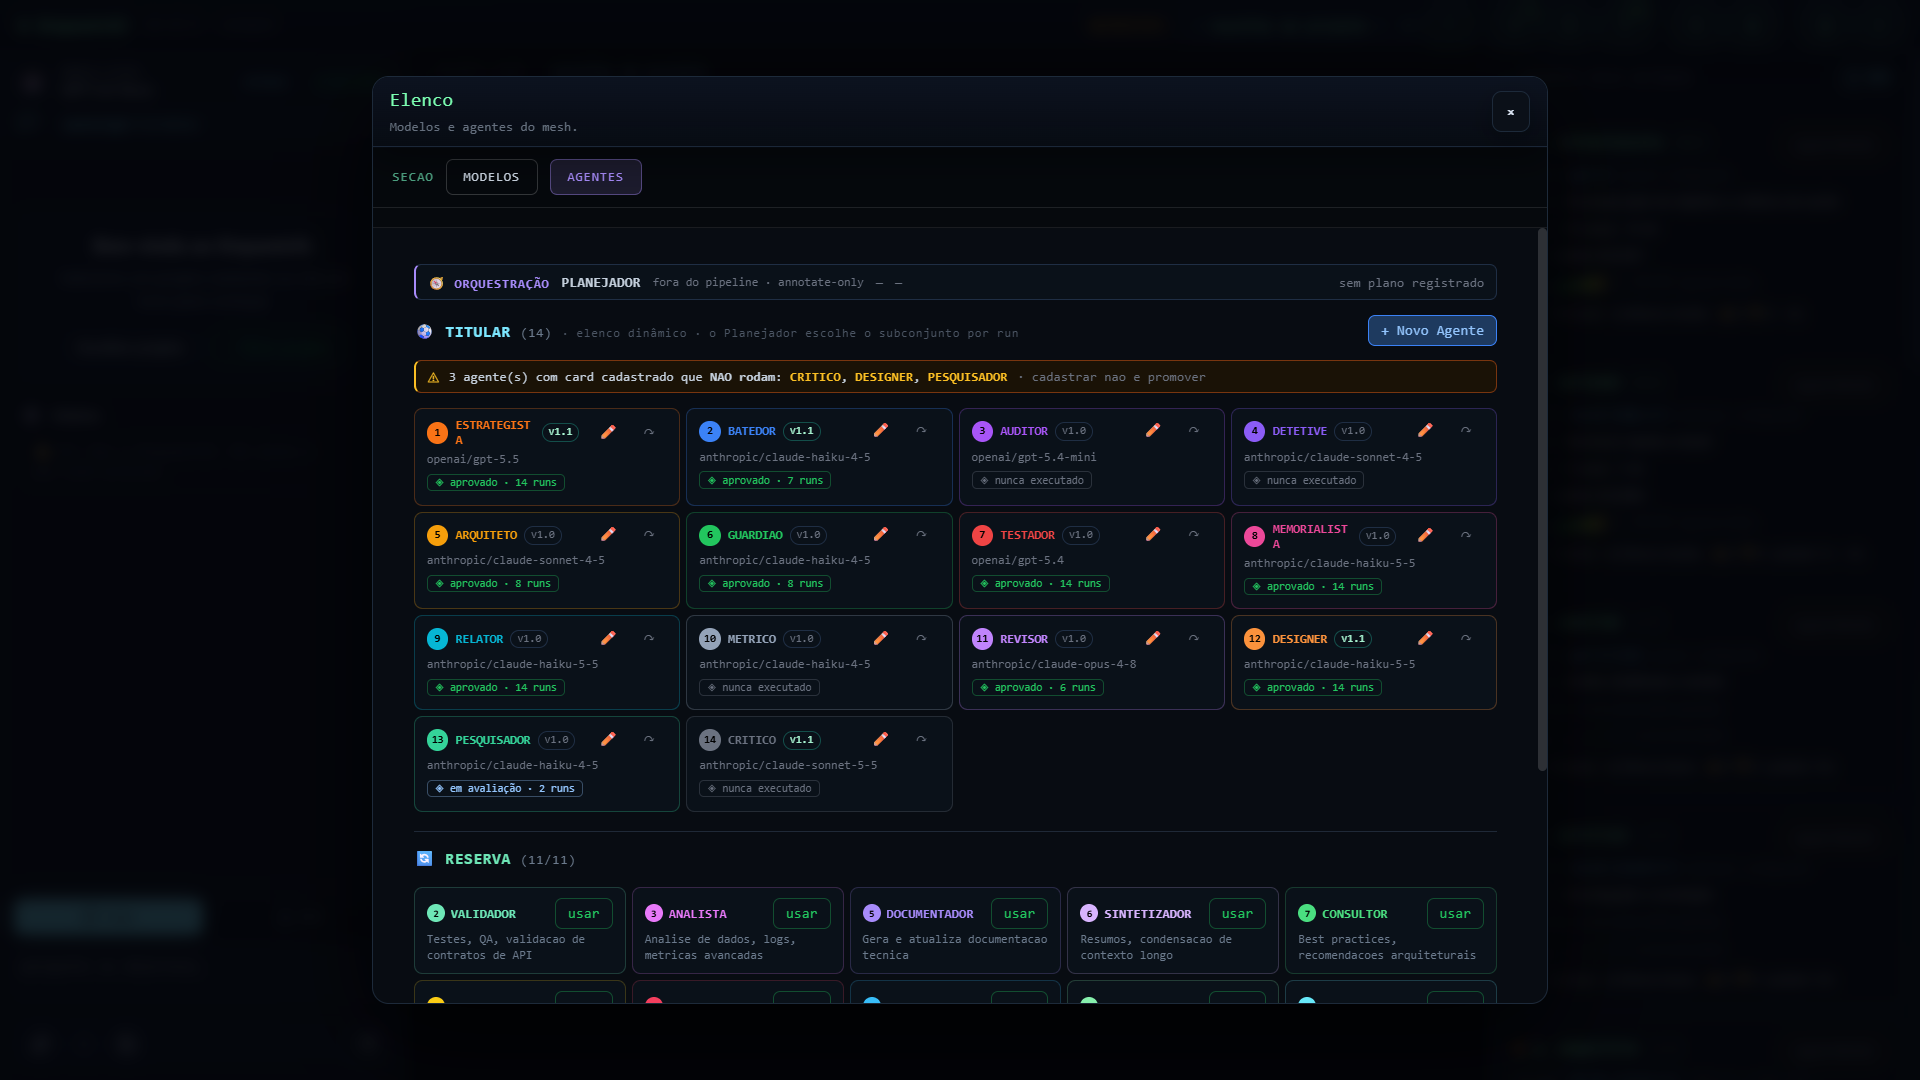 Elenco
Modelos e agentes do mesh.
×
SECAO MODELOS AGENTES
ORQUESTRAÇÃO PLANEJADOR fora do pipeline · annotate-only — — sem plano registrado
TITULAR (14) · elenco dinâmico · o Planejador escolhe o subconjunto por run + Novo Agente
⚠ 3 agente(s) com card cadastrado que NAO rodam: CRITICO, DESIGNER, PESQUISADOR · cadastrar nao e promover
1 ESTRATEGIST
A v1.1
openai/gpt-5.5
◈ aprovado · 14 runs
2 BATEDOR v1.1
anthropic/claude-haiku-4-5
◈ aprovado · 7 runs
3 AUDITOR v1.0
openai/gpt-5.4-mini
◈ nunca executado
4 DETETIVE v1.0
anthropic/claude-sonnet-4-5
◈ nunca executado
5 ARQUITETO v1.0
anthropic/claude-sonnet-4-5
◈ aprovado · 8 runs
6 GUARDIAO v1.0
anthropic/claude-haiku-4-5
◈ aprovado · 8 runs
7 TESTADOR v1.0
openai/gpt-5.4
◈ aprovado · 14 runs
8 MEMORIALIST
A v1.0
anthropic/claude-haiku-5-5
◈ aprovado · 14 runs
9 RELATOR v1.0
anthropic/claude-haiku-5-5
◈ aprovado · 14 runs
10 METRICO v1.0
anthropic/claude-haiku-4-5
◈ nunca executado
11 REVISOR v1.0
anthropic/claude-opus-4-8
◈ aprovado · 6 runs
12 DESIGNER v1.1
anthropic/claude-haiku-5-5
◈ aprovado · 14 runs
13 PESQUISADOR v1.0
anthropic/claude-haiku-4-5
◈ em avaliação · 2 runs
14 CRITICO v1.1
anthropic/claude-sonnet-5-5
◈ nunca executado
RESERVA (11/11)
2 VALIDADOR usar
Testes, QA, validacao de
contratos de API
3 ANALISTA usar
Analise de dados, logs,
metricas avancadas
5 DOCUMENTADOR usar
Gera e atualiza documentacao
tecnica
6 SINTETIZADOR usar
Resumos, condensacao de
contexto longo
7 CONSULTOR usar
Best practices,
recomendacoes arquiteturais